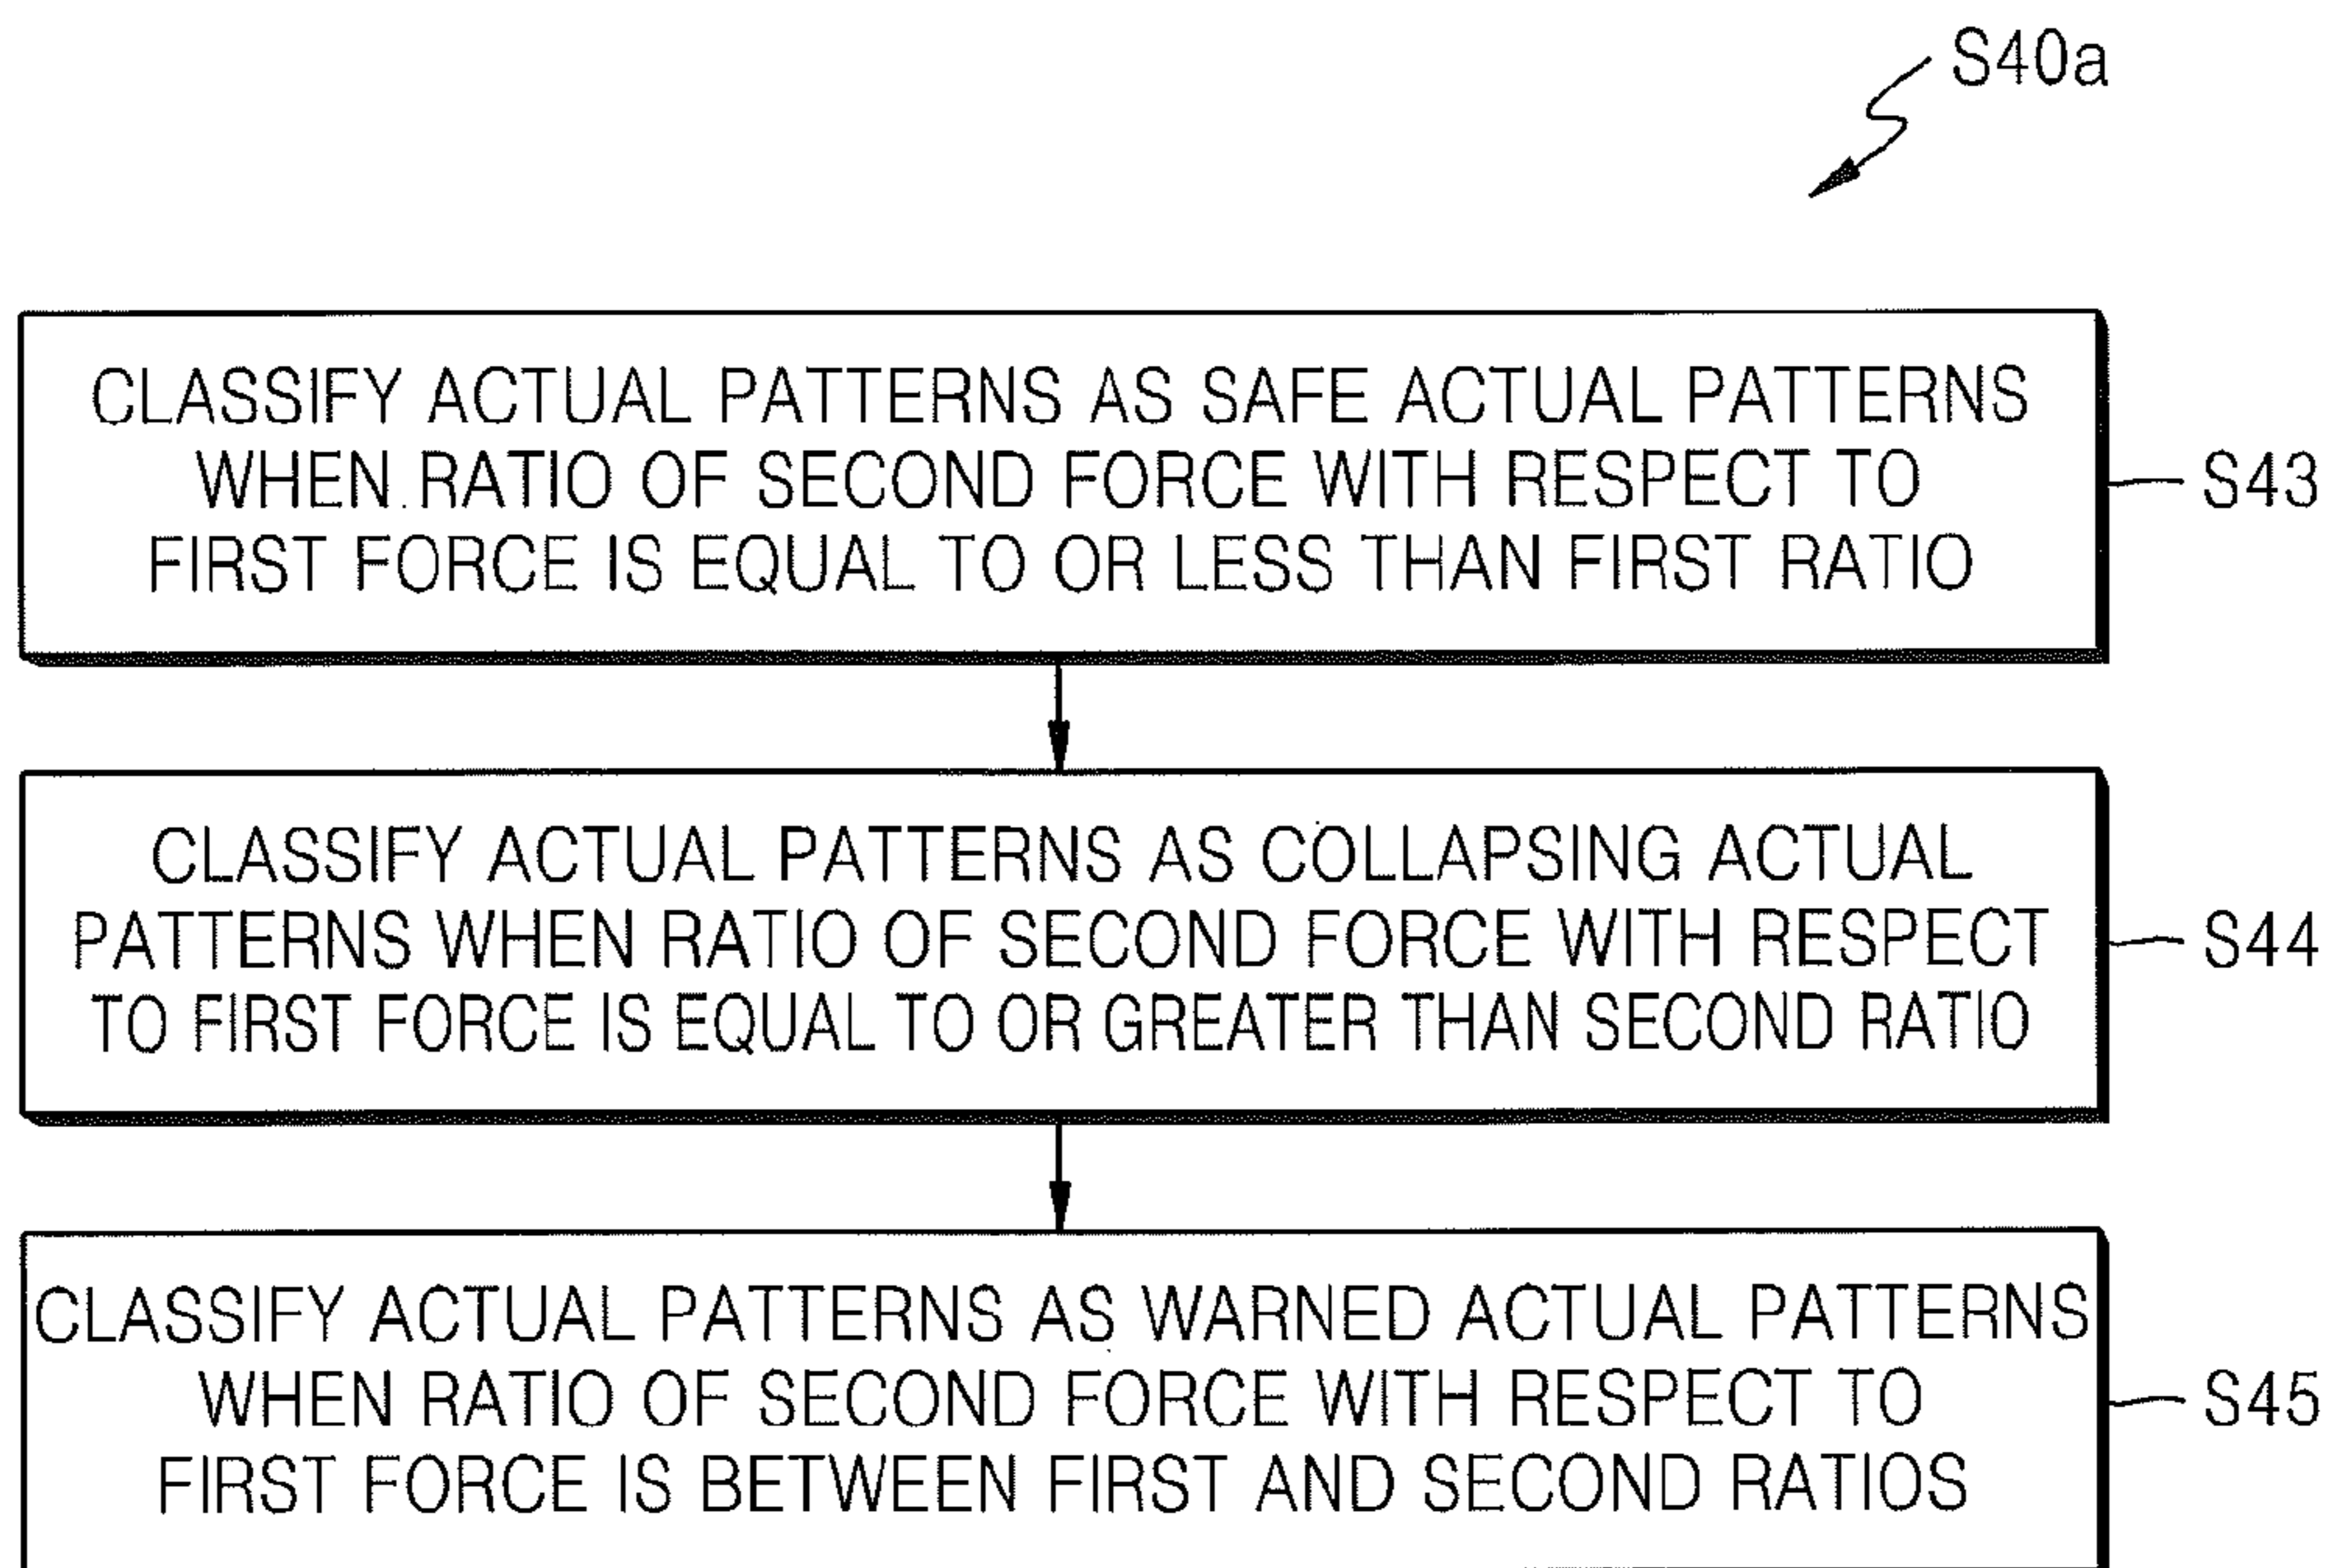 S40a
CLASSIFY ACTUAL PATTERNS AS SAFE ACTUAL PATTERNS
WHEN RATIO OF SECOND FORCE WITH RESPECT TO
FIRST FORCE IS EQUAL TO OR LESS THAN FIRST RATIO
S43
CLASSIFY ACTUAL PATTERNS AS COLLAPSING ACTUAL
PATTERNS WHEN RATIO OF SECOND FORCE WITH RESPECT
TO FIRST FORCE IS EQUAL TO OR GREATER THAN SECOND RATIO
S44
CLASSIFY ACTUAL PATTERNS AS WARNED ACTUAL PATTERNS
WHEN RATIO OF SECOND FORCE WITH RESPECT TO
FIRST FORCE IS BETWEEN FIRST AND SECOND RATIOS
S45